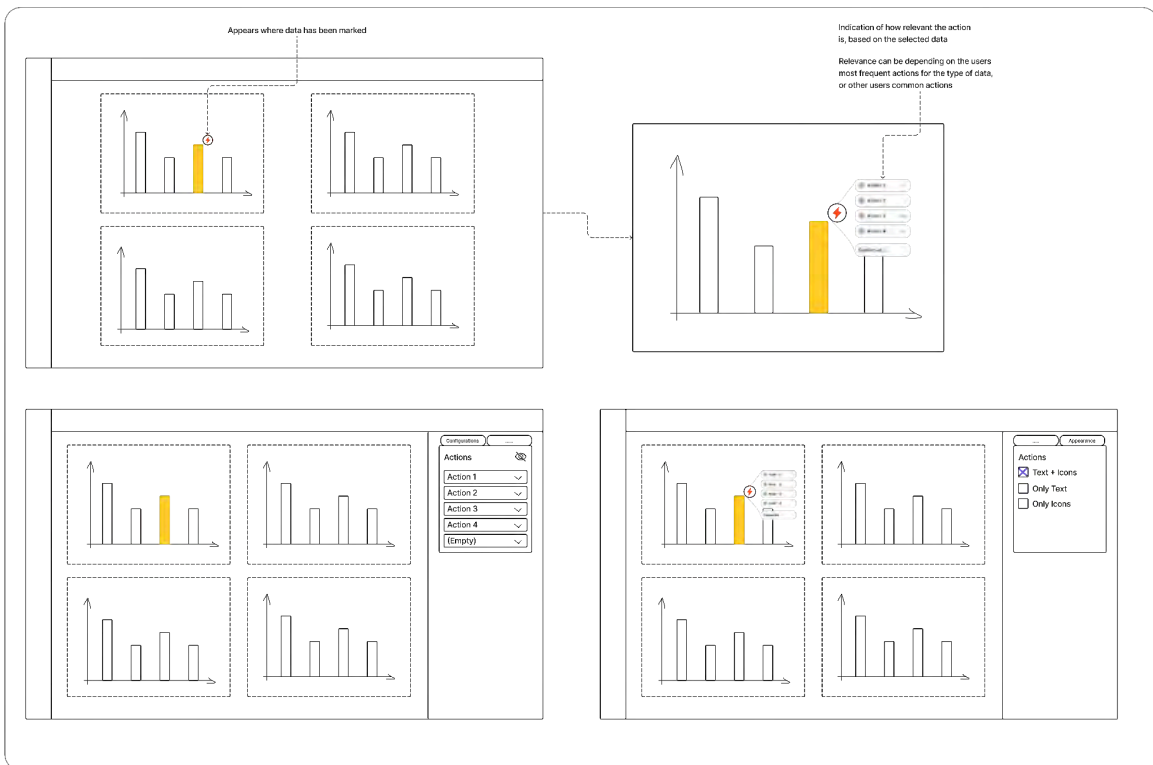 Appears where data has been marked
Indication of how relevant the action
is, based on the selected data
Relevance can be depending on the users
most frequent actions for the type of data,
or other users common actions
Configurations
Actions
Action 1
Action 2
Action 3
Action 4
(Empty)
Appearance
Actions
Text + Icons
Only Text
Only Icons